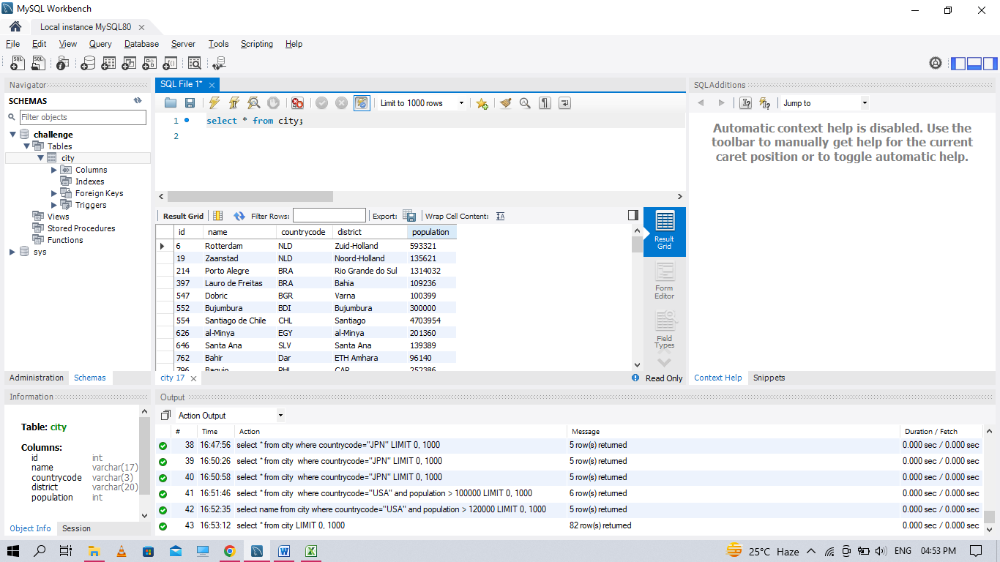 MySQL Workbench
Local instance MySQL80
File Edit View Query Database Server Tools Scripting Help
Navigator
SCHEMAS
Filter objects
challenge
Tables
city
Columns
Indexes
Foreign Keys
Triggers
Views
Stored Procedures
Functions
sys
Administration Schemas
Information
Table: city
Columns:
id int
name varchar(17)
countrycode varchar(3)
district varchar(20)
population int
Object Info Session
SQL File 1*
Limit to 1000 rows
1 select * from city;
2
Result Grid Filter Rows: Export: Wrap Cell Content:
id name countrycode district population
6 Rotterdam NLD Zuid-Holland 593321
19 Zaanstad NLD Noord-Holland 135621
214 Porto Alegre BRA Rio Grande do Sul 1314032
397 Lauro de Freitas BRA Bahia 109236
547 Dobric BGR Varna 100399
552 Bujumbura BDI Bujumbura 300000
554 Santiago de Chile CHL Santiago 4703954
626 al-Minya EGY al-Minya 201360
646 Santa Ana SLV Santa Ana 139389
762 Bahir Dar ETH Amhara 96140
796 Baguio PHL CAR 252386
Result
Grid
Form
Editor
Field
Types
city 17
Read Only
SQLAdditions
Jump to
Automatic context help is disabled. Use the
toolbar to manually get help for the current
caret position or to toggle automatic help.
Context Help Snippets
Output
Action Output
# Time Action Message Duration / Fetch
38 16:47:56 select * from city where countrycode="JPN" LIMIT 0, 1000 5 row(s) returned 0.000 sec / 0.000 sec
39 16:50:26 select * from city where countrycode="JPN" LIMIT 0, 1000 5 row(s) returned 0.000 sec / 0.000 sec
40 16:50:58 select * from city where countrycode="JPN" LIMIT 0, 1000 5 row(s) returned 0.000 sec / 0.000 sec
41 16:51:46 select * from city where countrycode="USA" and population > 100000 LIMIT 0, 1000 6 row(s) returned 0.000 sec / 0.000 sec
42 16:52:35 select name from city where countrycode="USA" and population > 120000 LIMIT 0, 1000 5 row(s) returned 0.000 sec / 0.000 sec
43 16:53:12 select * from city LIMIT 0, 1000 82 row(s) returned 0.000 sec / 0.000 sec
25°C Haze ENG 04:53 PM